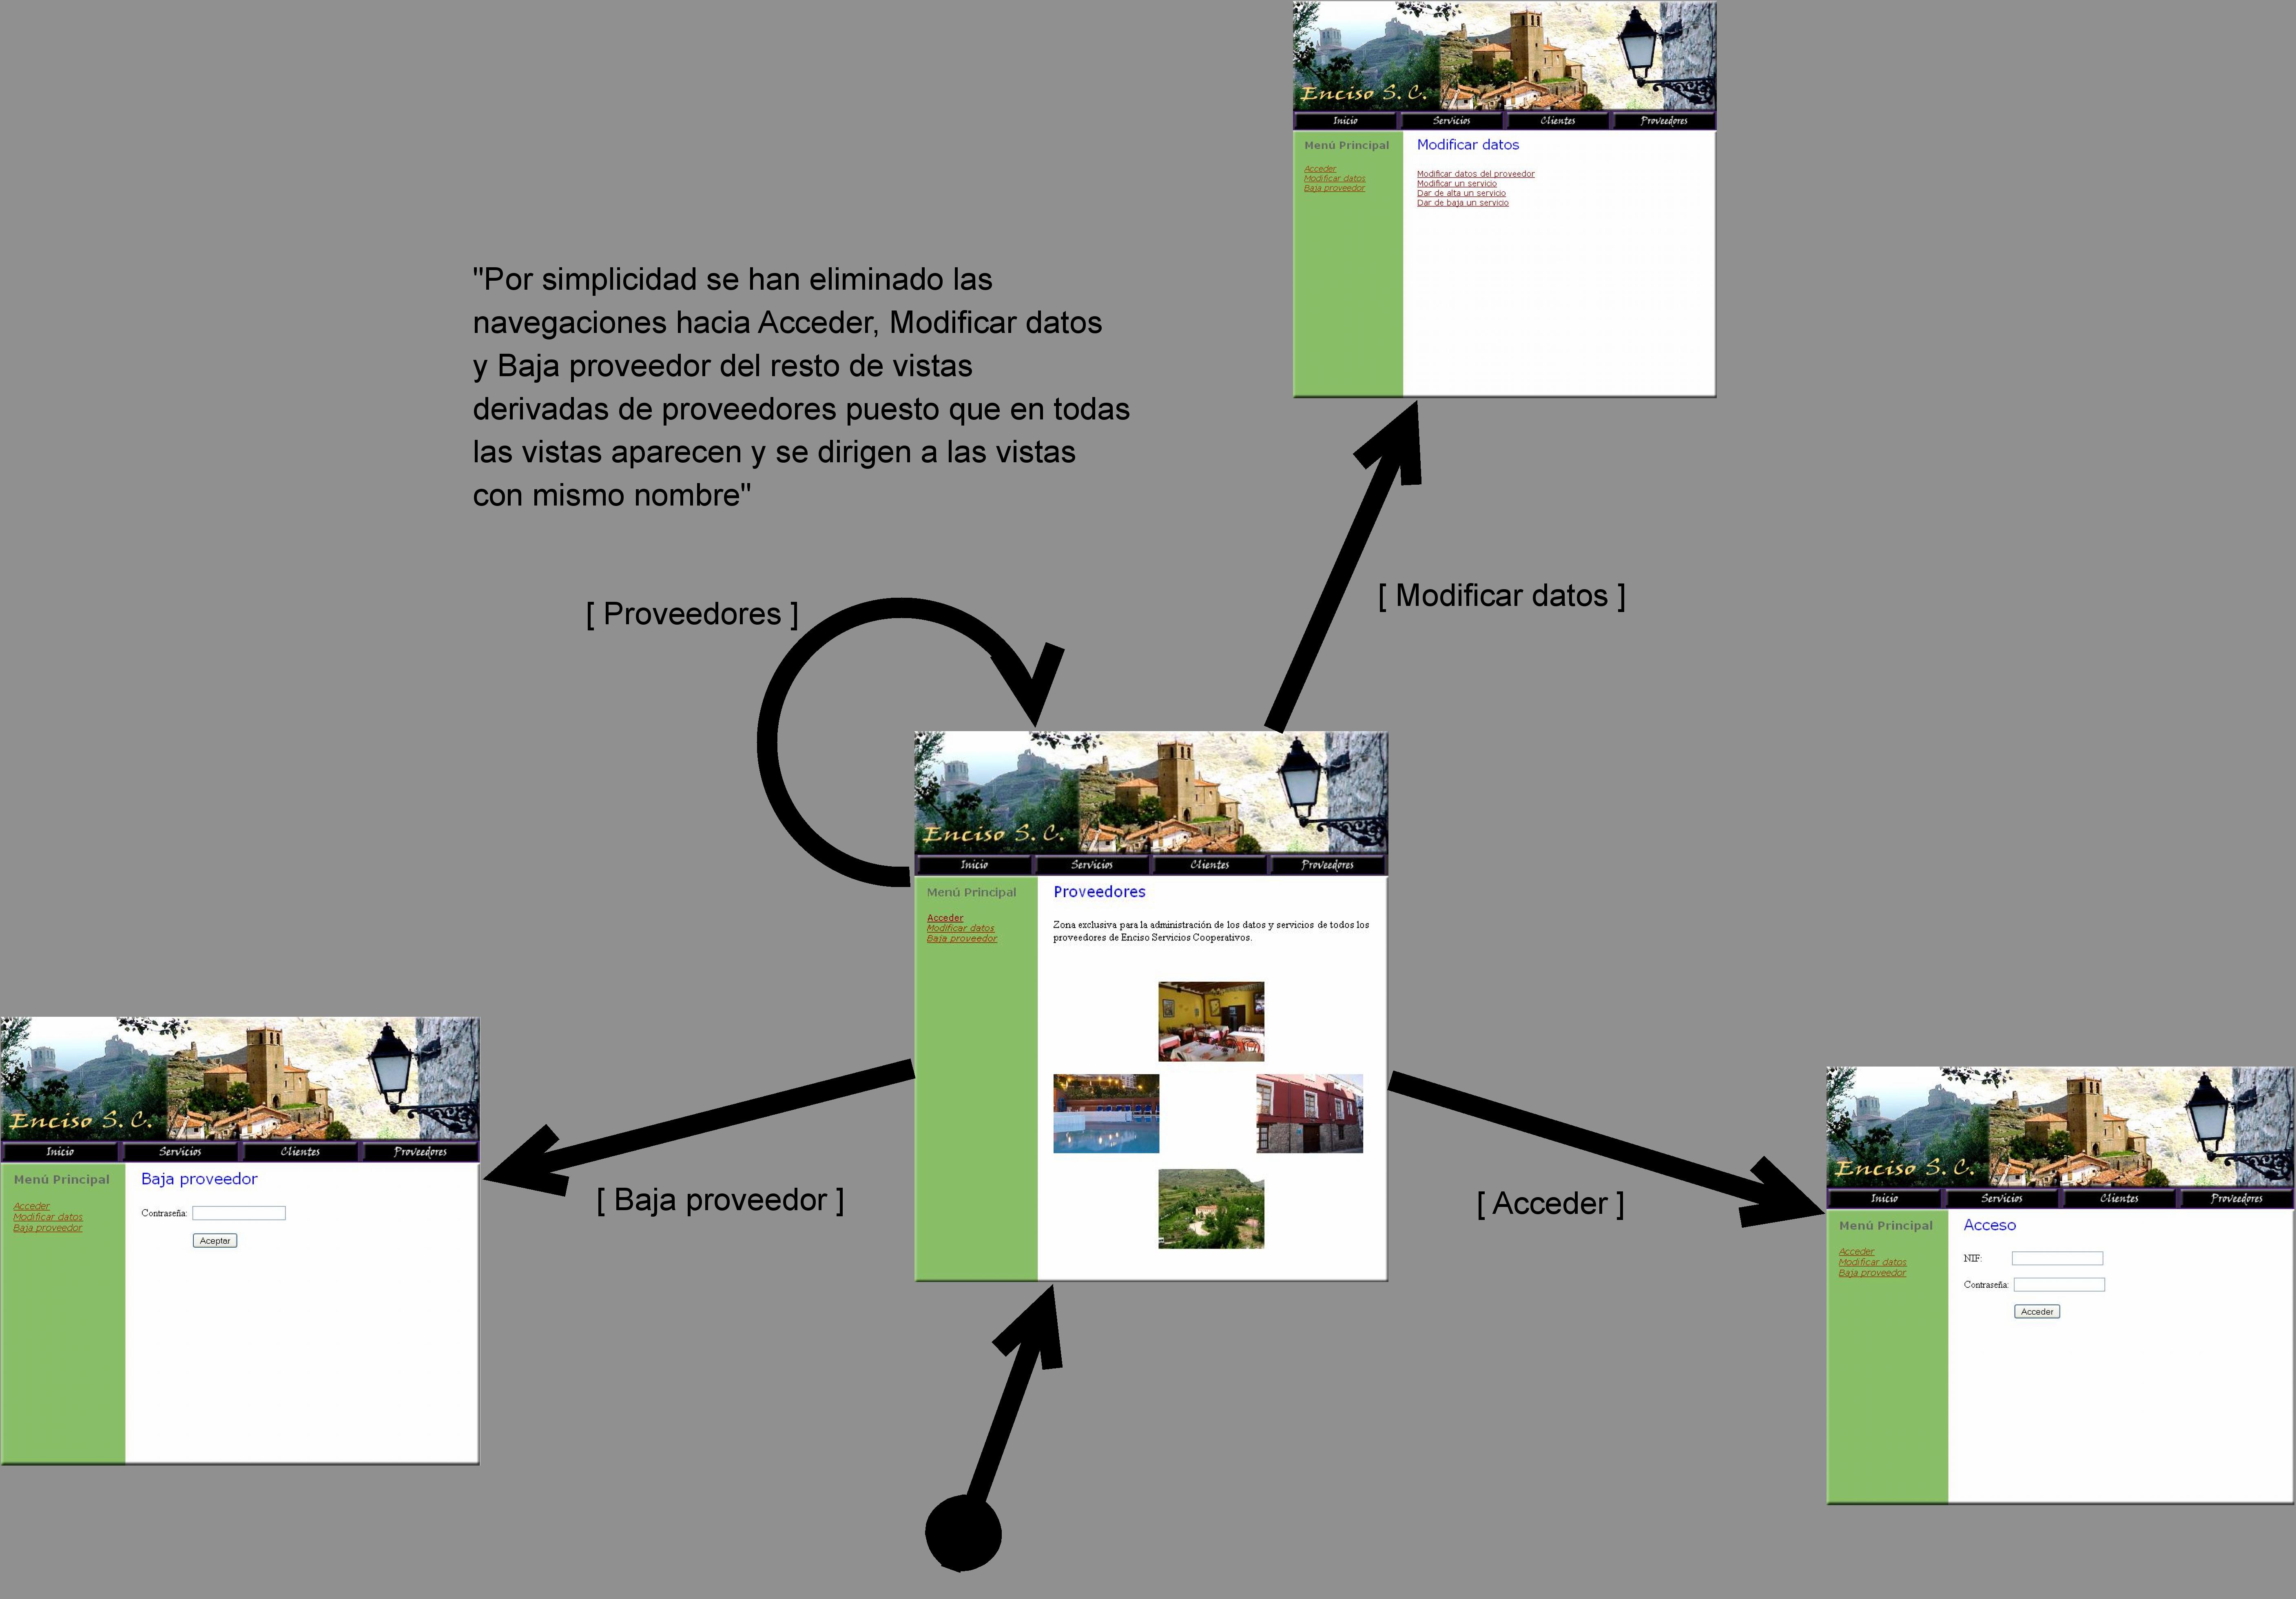 Enciso S. C.
Inicio Servicios Clientes Proveedores
Menú Principal
Acceder
Modificar datos
Baja proveedor
Modificar datos
Modificar datos del proveedor
Modificar un servicio
Dar de alta un servicio
Dar de baja un servicio
"Por simplicidad se han eliminado las
navegaciones hacia Acceder, Modificar datos
y Baja proveedor del resto de vistas
derivadas de proveedores puesto que en todas
las vistas aparecen y se dirigen a las vistas
con mismo nombre"
[ Proveedores ]
[ Modificar datos ]
Enciso S. C.
Inicio Servicios Clientes Proveedores
Menú Principal
Acceder
Modificar datos
Baja proveedor
Proveedores
Zona exclusiva para la administración de los datos y servicios de todos los
proveedores de Enciso Servicios Cooperativos.
Enciso S. C.
Inicio Servicios Clientes Proveedores
Menú Principal
Acceder
Modificar datos
Baja proveedor
Baja proveedor
Contraseña:
Aceptar
[ Baja proveedor ]
[ Acceder ]
Enciso S. C.
Inicio Servicios Clientes Proveedores
Menú Principal
Acceder
Modificar datos
Baja proveedor
Acceso
NIF:
Contraseña:
Acceder